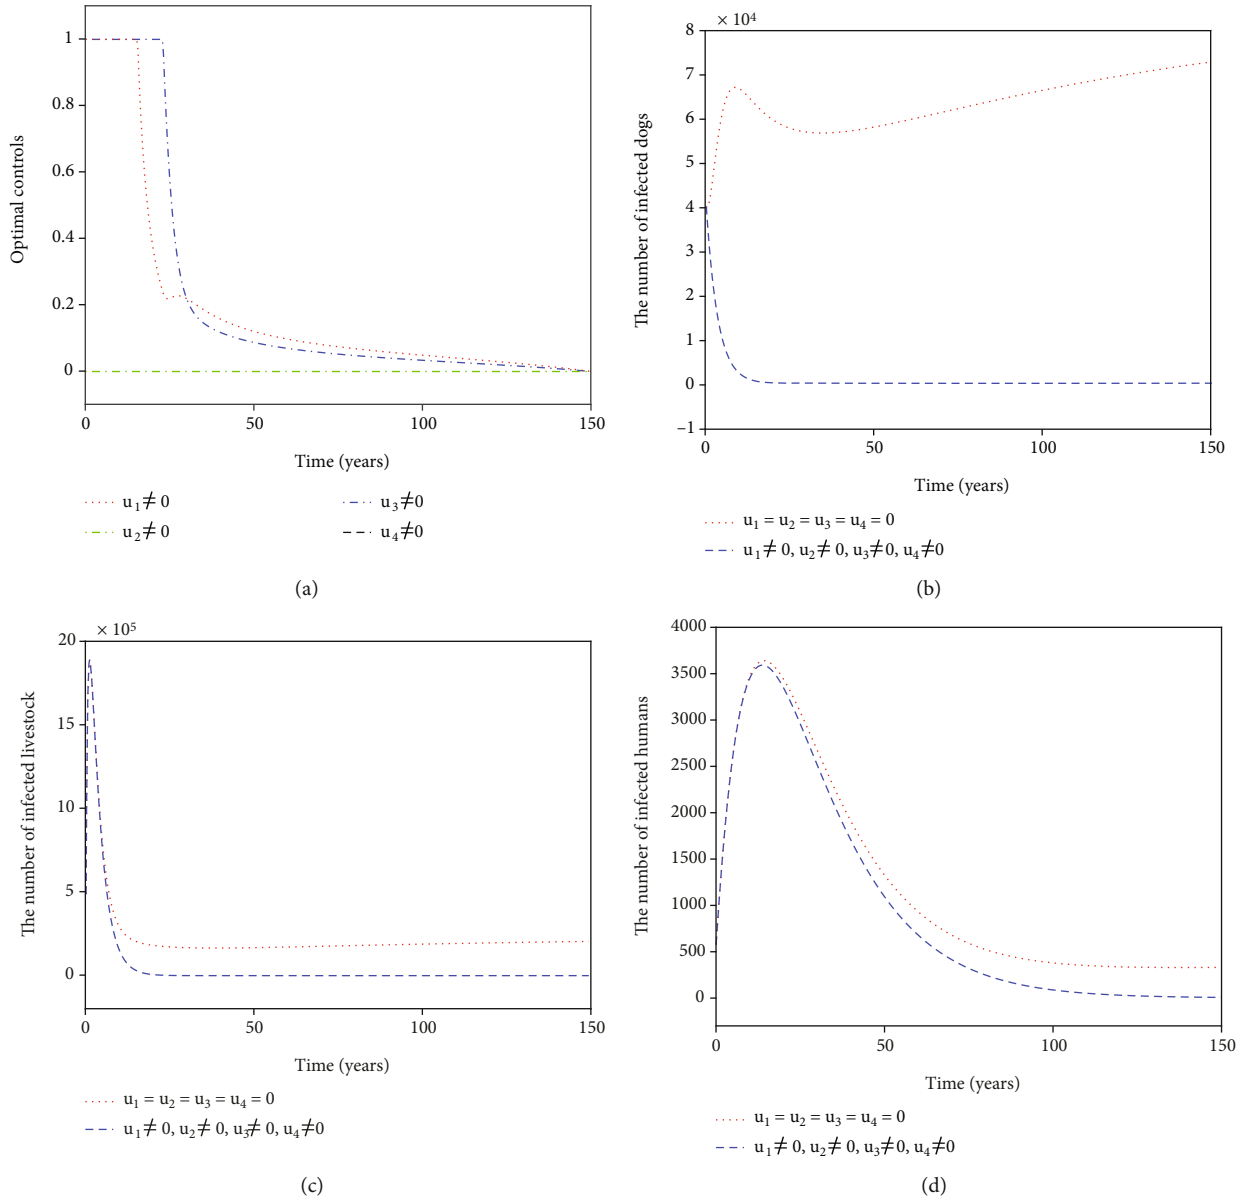 1
0.8
0.6
0.4
0.2
0
Optimal controls
0 50 100 150
Time (years)
u1 ≠ 0
u3 ≠ 0
u2 ≠ 0
u4 ≠ 0
(a)
× 10⁴
8
7
6
5
4
3
2
1
0
–1
The number of infected dogs
0 50 100 150
Time (years)
u1 = u2 = u3 = u4 = 0
u1 ≠ 0, u2 ≠ 0, u3 ≠ 0, u4 ≠ 0
(b)
× 10⁵
20
15
10
5
0
The number of infected livestock
0 50 100 150
Time (years)
u1 = u2 = u3 = u4 = 0
u1 ≠ 0, u2 ≠ 0, u3 ≠ 0, u4 ≠ 0
(c)
4000
3500
3000
2500
2000
1500
1000
500
0
The number of infected humans
0 50 100 150
Time (years)
u1 = u2 = u3 = u4 = 0
u1 ≠ 0, u2 ≠ 0, u3 ≠ 0, u4 ≠ 0
(d)